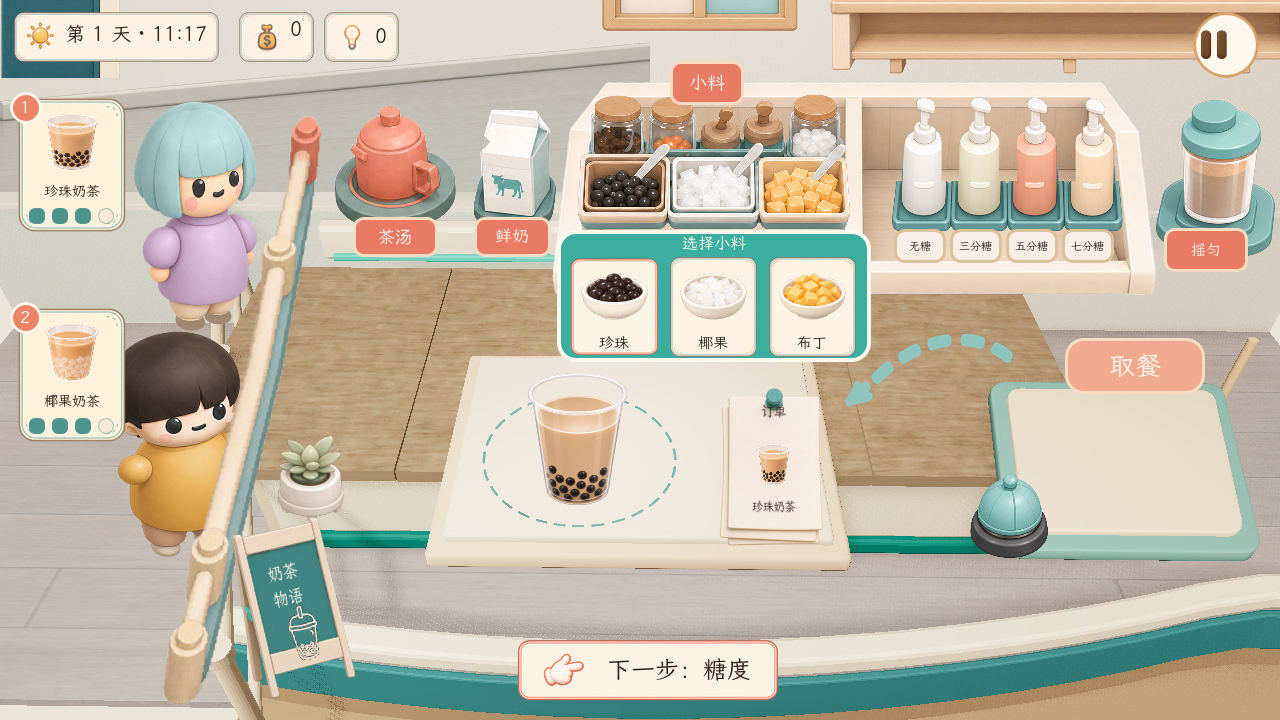 第 1 天·11:17
0
0
小料
1
珍珠奶茶
2
椰果奶茶
茶汤
鲜奶
选择小料
珍珠
椰果
布丁
无糖
三分糖
五分糖
七分糖
摇匀
取餐
订单
珍珠奶茶
奶茶
物语
下一步：糖度